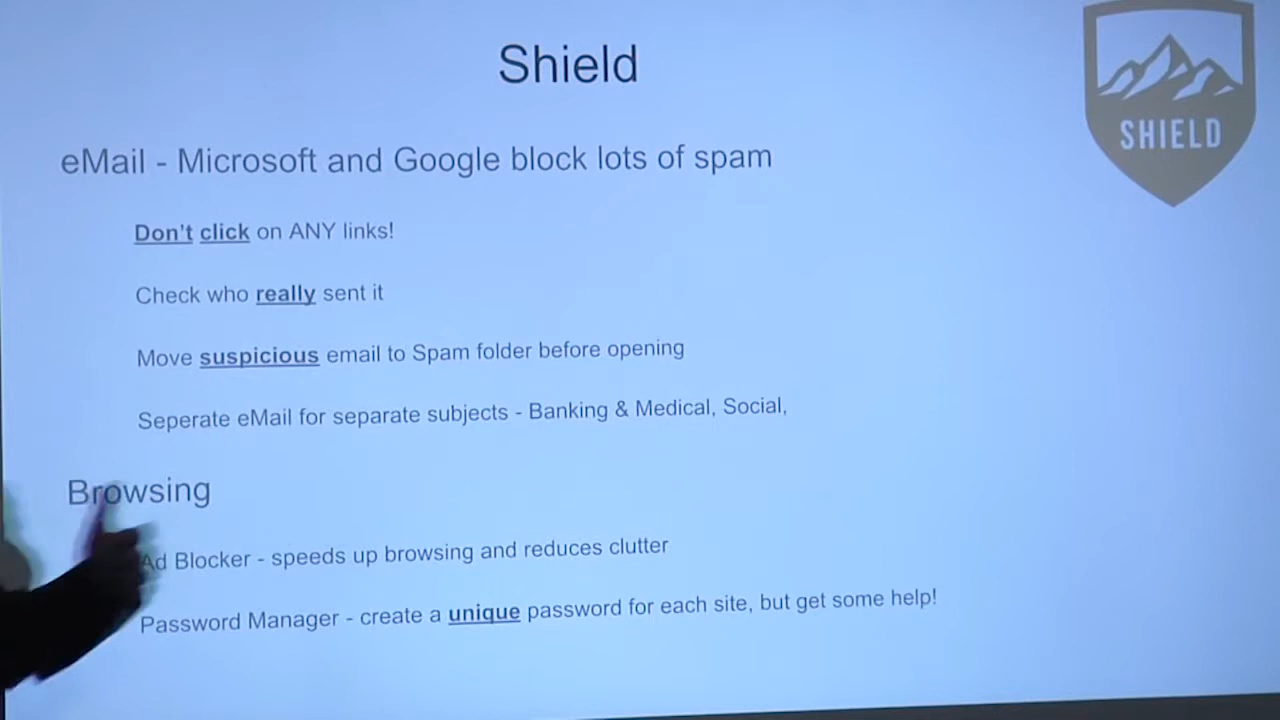 Shield
SHIELD
eMail - Microsoft and Google block lots of spam
Don't click on ANY links!
Check who really sent it
Move suspicious email to Spam folder before opening
Seperate eMail for separate subjects - Banking & Medical, Social,
Browsing
Ad Blocker - speeds up browsing and reduces clutter
Password Manager - create a unique password for each site, but get some help!